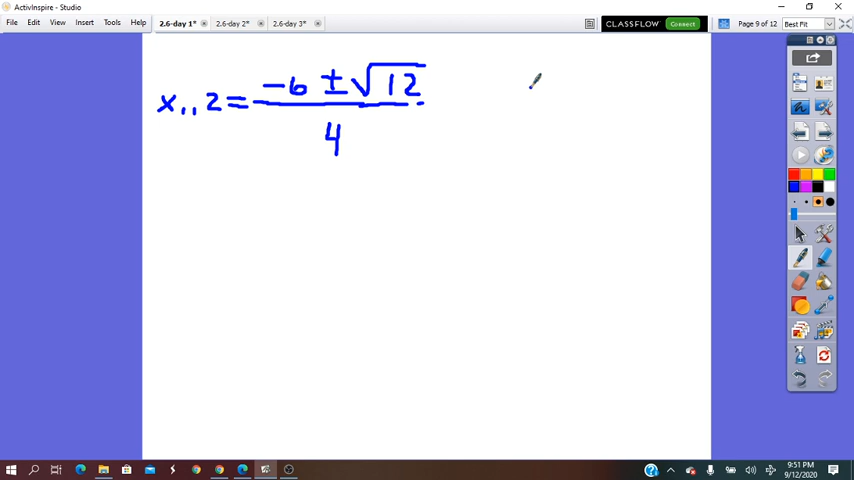 ActivInspire - Studio
File Edit View Insert Tools Help
2.6-day 1* 2.6-day 2* 2.6-day 3*
CLASSFLOW Connect
Page 9 of 12 Best Fit
x₁,₂ = (-6 ± √12) / 4
9:51 PM
9/12/2020